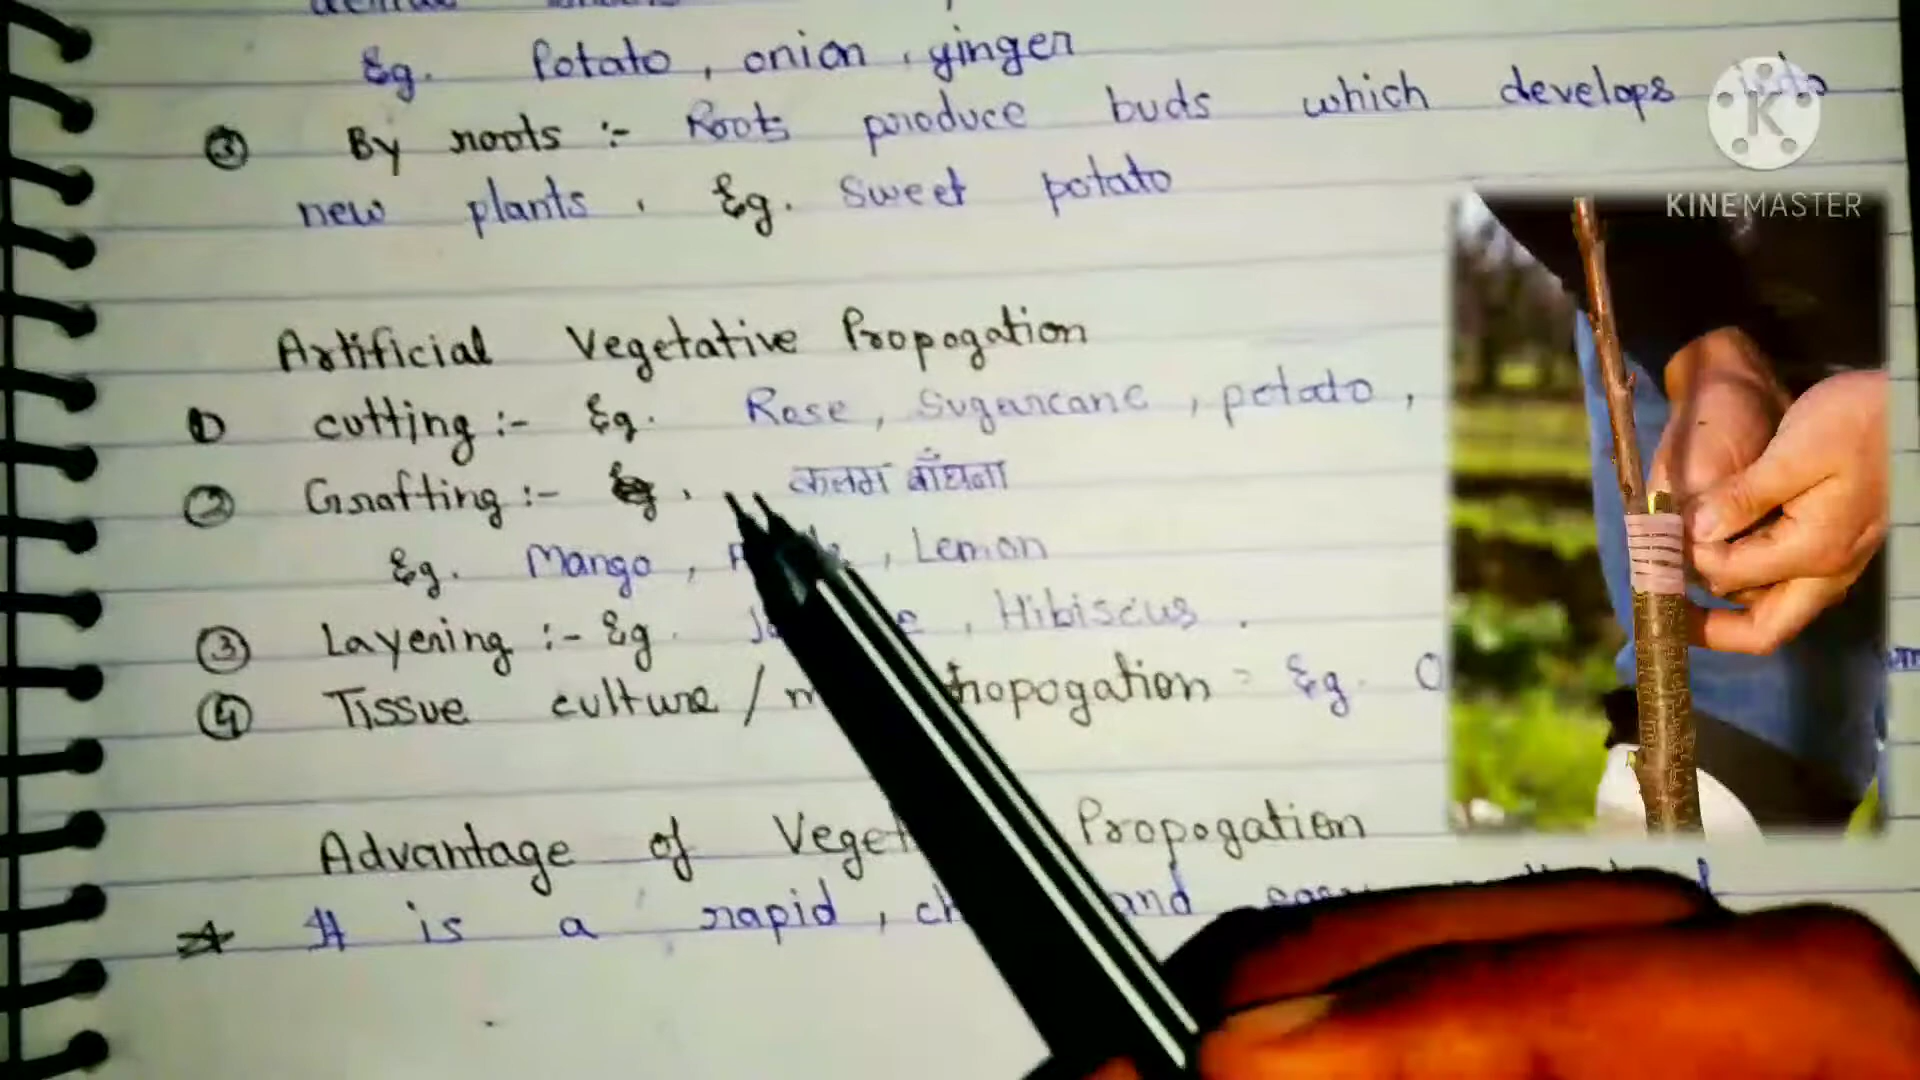 Eg. Potato, onion, ginger
③ By roots :- Roots produce buds which develops into
new plants. Eg. Sweet potato
Artificial Vegetative Propogation
① cutting :- Eg. Rose, Sugarcane, potato,
② Grafting :- Eg. कलम बाँधना
Eg. Mango, , Lemon
③ Layering :- Eg. , Hibiscus.
④ Tissue culture / propogation = Eg.
Advantage of Propogation
It is a rapid, and
K
KINEMASTER